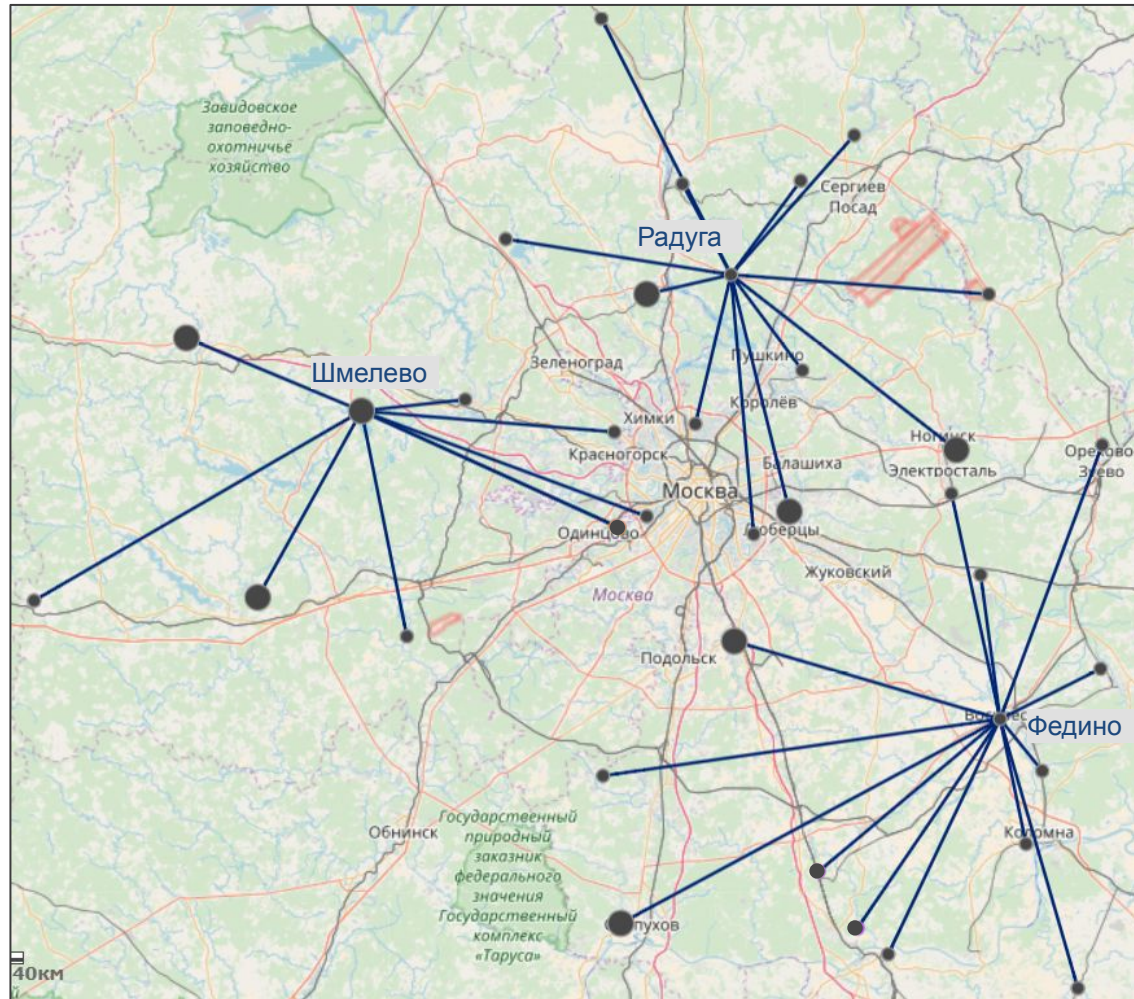 Завидовское
заповедно-
охотничье
хозяйство
Сергиев
Посад
Радуга
Зеленоград
Пушкино
Шмелево
Королёв
Химки
Красногорск
Ногинск
Орехово
Балашиха
Электросталь
Зуево
Москва
Одинцово
Люберцы
Жуковский
Москва
Подольск
Федино
Государственный
природный
заказник
федерального
значения
Государственный
комплекс
«Таруса»
Обнинск
Коломна
40км